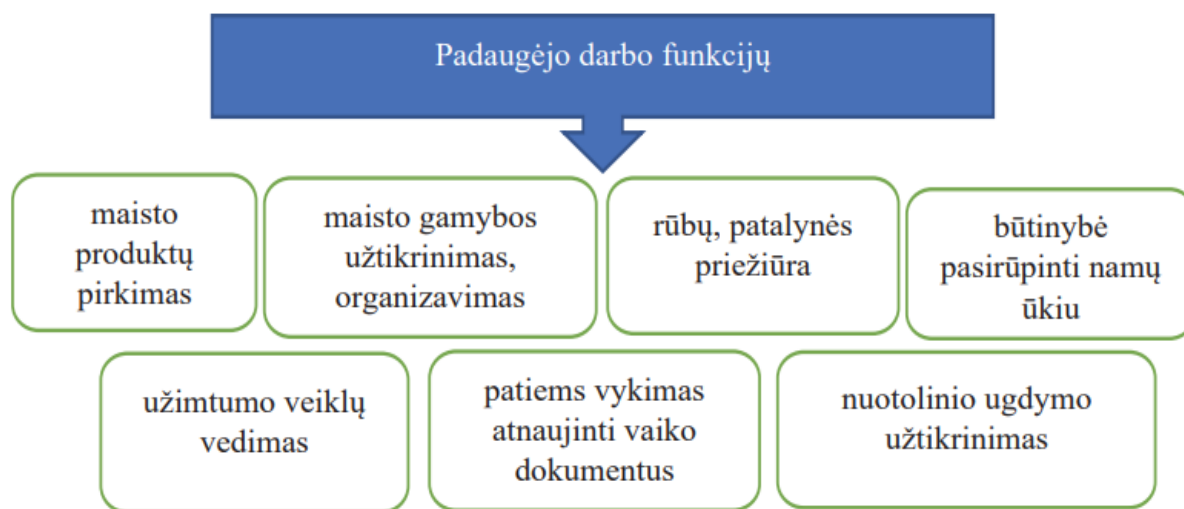 Padaugėjo darbo funkcijų
maisto
produktų
pirkimas
maisto gamybos
užtikrinimas,
organizavimas
rūbų, patalynės
priežiūra
būtinybė
pasirūpinti namų
ūkiu
užimtumo veiklų
vedimas
patiems vykimas
atnaujinti vaiko
dokumentus
nuotolinio ugdymo
užtikrinimas